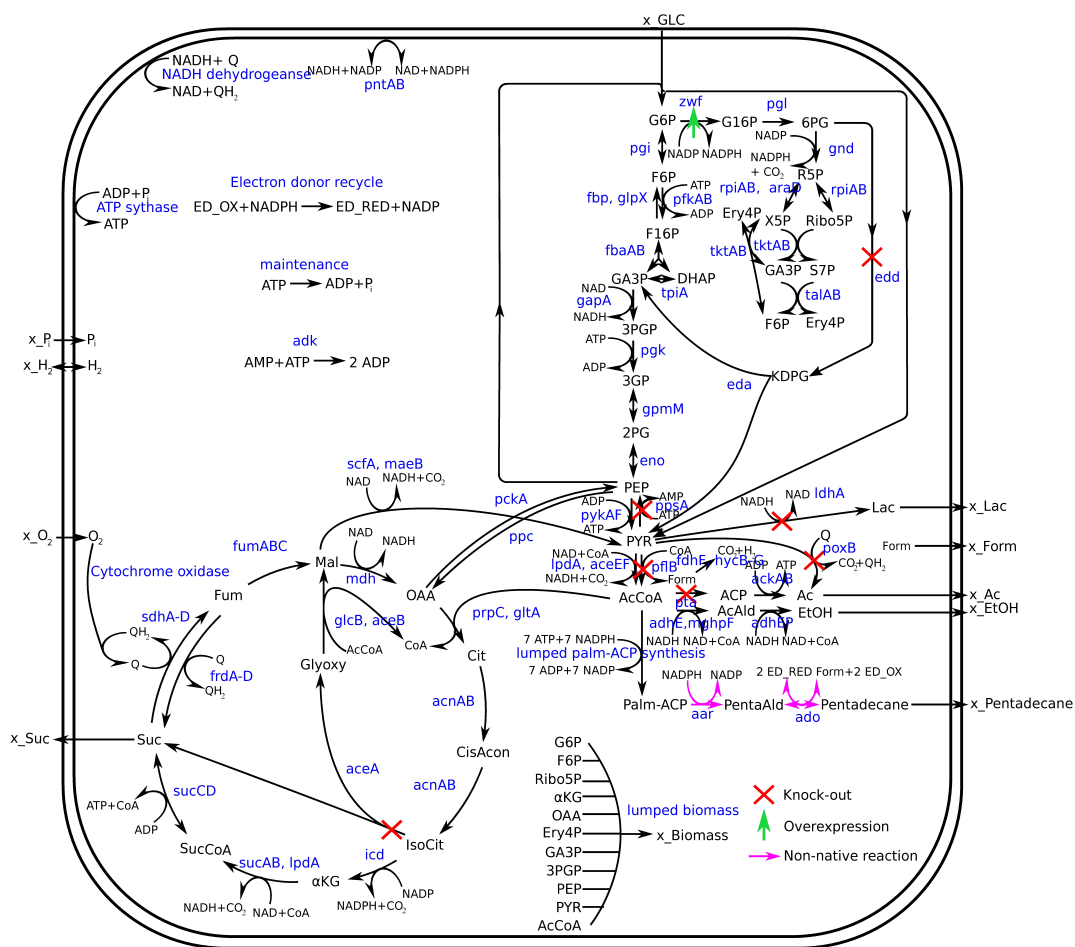 x_GLC
NADH+ Q
NADH dehydrogeanse
NAD+QH2
NADH+NADP
NAD+NADPH
pntAB
zwf
pgl
G6P
G16P
6PG
NADP
NADPH
NADP
gnd
pgi
NADPH
+ CO2
R5P
F6P
ATP
fbp, glpX
pfkAB
ADP
rpiAB, araD
rpiAB
Electron donor recycle
ED_OX+NADPH
ED_RED+NADP
ADP+Pi
ATP sythase
ATP
Ery4P
X5P
Ribo5P
F16P
fbaAB
tktAB
tktAB
maintenance
ATP
ADP+Pi
GA3P
DHAP
tpiA
GA3P
S7P
edd
NAD
gapA
NADH
talAB
F6P
Ery4P
3PGP
x_Pi
Pi
adk
AMP+ATP
2 ADP
ATP
pgk
ADP
x_H2
H2
3GP
KDPG
eda
gpmM
2PG
eno
scfA, maeB
NAD
NADH+CO2
PEP
pckA
ppc
ADP
pykAF
ATP
AMP
ppsA
ATP
NADH
NAD
ldhA
Lac
x_Lac
x_O2
O2
PYR
Q
poxB
CO2+QH2
Form
x_Form
fumABC
Mal
NAD
NADH
mdh
NAD+CoA
lpdA, aceEF
NADH+CO2
CoA
pflB
Form
CO2+H2
fdhF, hycB-G
ADP
ATP
ackAB
Cytochrome oxidase
Fum
OAA
AcCoA
pta
ACP
Ac
x_Ac
AcAld
EtOH
x_EtOH
sdhA-D
glcB, aceB
prpC, gltA
adhE,mghpF
adhEP
QH2
Q
Q
frdA-D
QH2
AcCoA
CoA
NADH
NAD+CoA
NADH
NAD+CoA
7 ATP+7 NADPH
lumped palm-ACP synthesis
7 ADP+7 NADP
Glyoxy
Cit
NADPH
NADP
2 ED_RED
Form+2 ED_OX
acnAB
Palm-ACP
aar
PentaAld
ado
Pentadecane
x_Pentadecane
x_Suc
Suc
CisAcon
aceA
acnAB
ATP+CoA
sucCD
ADP
SucCoA
IsoCit
icd
sucAB, lpdA
αKG
NADH+CO2
NAD+CoA
NADPH+CO2
NADP
G6P
F6P
Ribo5P
αKG
OAA
Ery4P
GA3P
3PGP
PEP
PYR
AcCoA
lumped biomass
x_Biomass
Knock-out
Overexpression
Non-native reaction